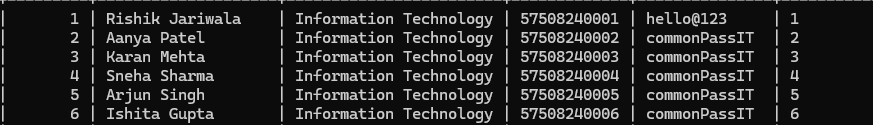 | 1 | Rishik Jariwala | Information Technology | 57508240001 | hello@123 | 1
| 2 | Aanya Patel | Information Technology | 57508240002 | commonPassIT | 2
| 3 | Karan Mehta | Information Technology | 57508240003 | commonPassIT | 3
| 4 | Sneha Sharma | Information Technology | 57508240004 | commonPassIT | 4
| 5 | Arjun Singh | Information Technology | 57508240005 | commonPassIT | 5
| 6 | Ishita Gupta | Information Technology | 57508240006 | commonPassIT | 6